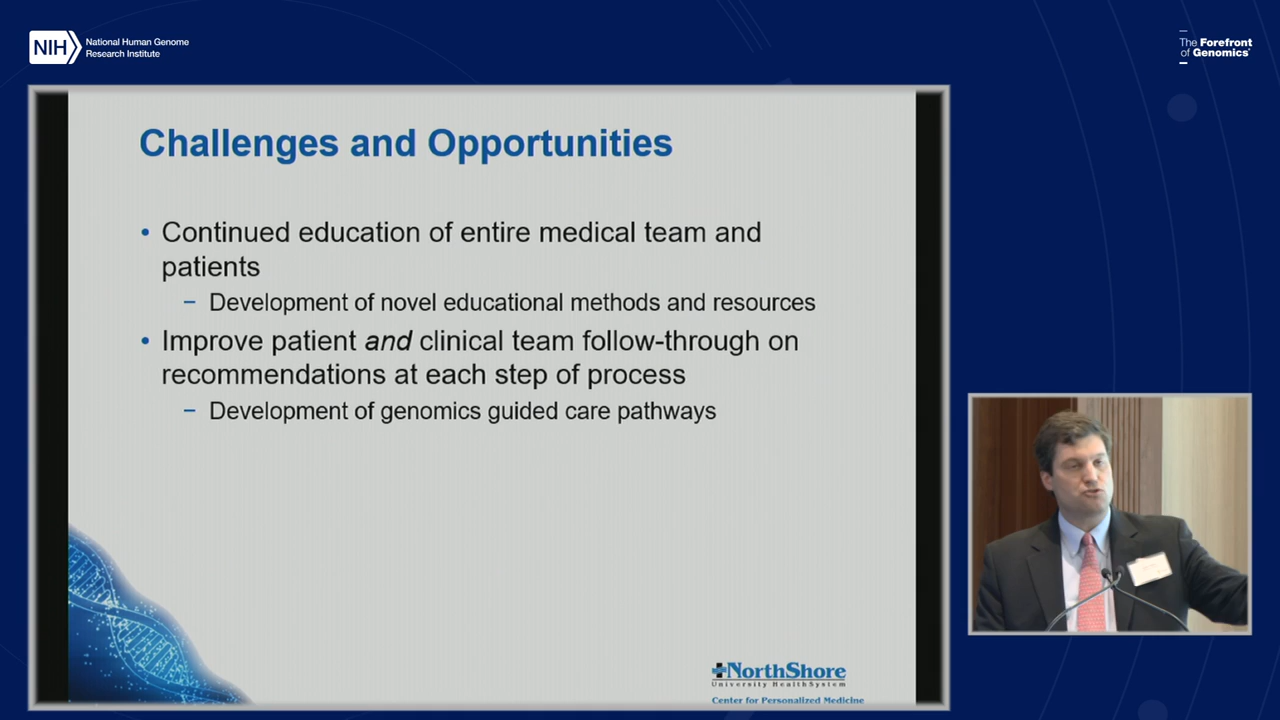 NIH
National Human Genome
Research Institute
The Forefront
of Genomics
Challenges and Opportunities
• Continued education of entire medical team and
patients
– Development of novel educational methods and resources
• Improve patient and clinical team follow-through on
recommendations at each step of process
– Development of genomics guided care pathways
NorthShore
University HealthSystem
Center for Personalized Medicine